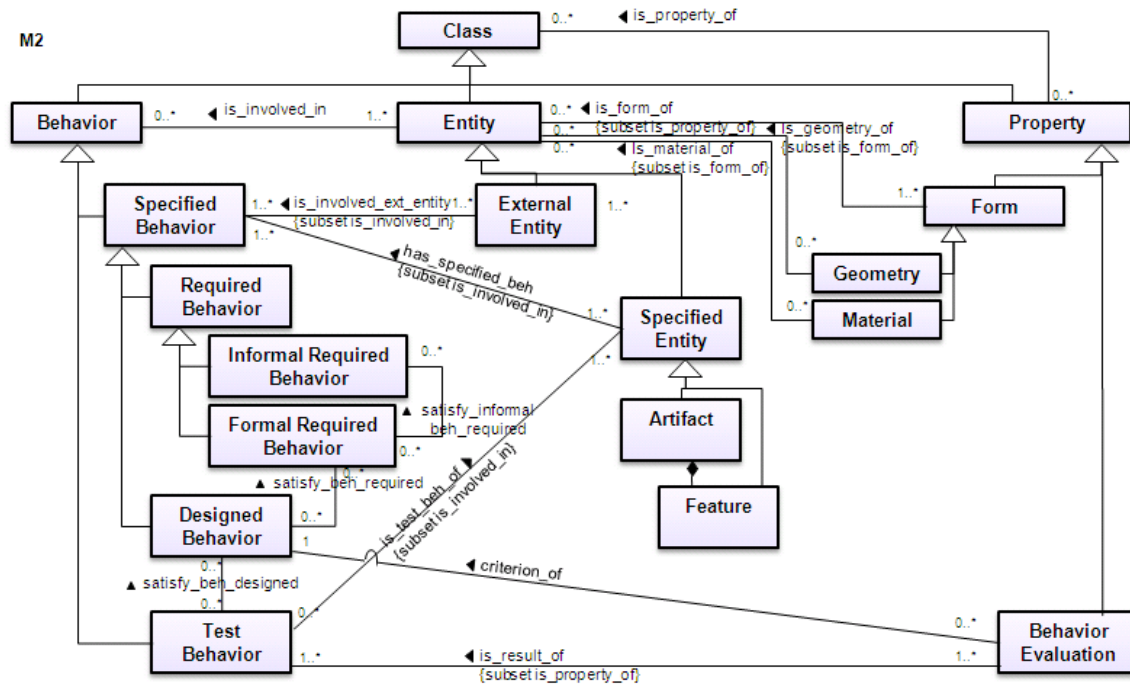 M2
Class
0..*
◄ is_property_of
0..*
Behavior
0..*
◄ is_involved_in
1..*
Entity
0..*
◄ is_form_of
{subset is_property_of}
0..*
◄ Is_geometry_of
{subset is_form_of}
0..*
Is_material_of
{subset is_form_of}
Property
Specified
Behavior
1..*
◄ is_involved_ext_entity
1..*
{subset is_involved_in}
External
Entity
1..*
1..*
Form
1..*
◄ has_specified_beh
{subset is_involved_in}
0..*
Geometry
0..*
Material
Required
Behavior
1..*
Specified
Entity
1..*
Informal Required
Behavior
0..*
▲ satisfy_informal
beh_required
Formal Required
Behavior
0..*
0..*
▲ satisfy_beh_required
Artifact
Feature
Designed
Behavior
0..*
1
is_test_beh_of ►
{subset is_involved_in}
◄ criterion_of
0..*
▲ satisfy_beh_designed
0..*
0..*
0..*
Test
Behavior
1..*
◄ is_result_of
{subset is_property_of}
1..*
Behavior
Evaluation